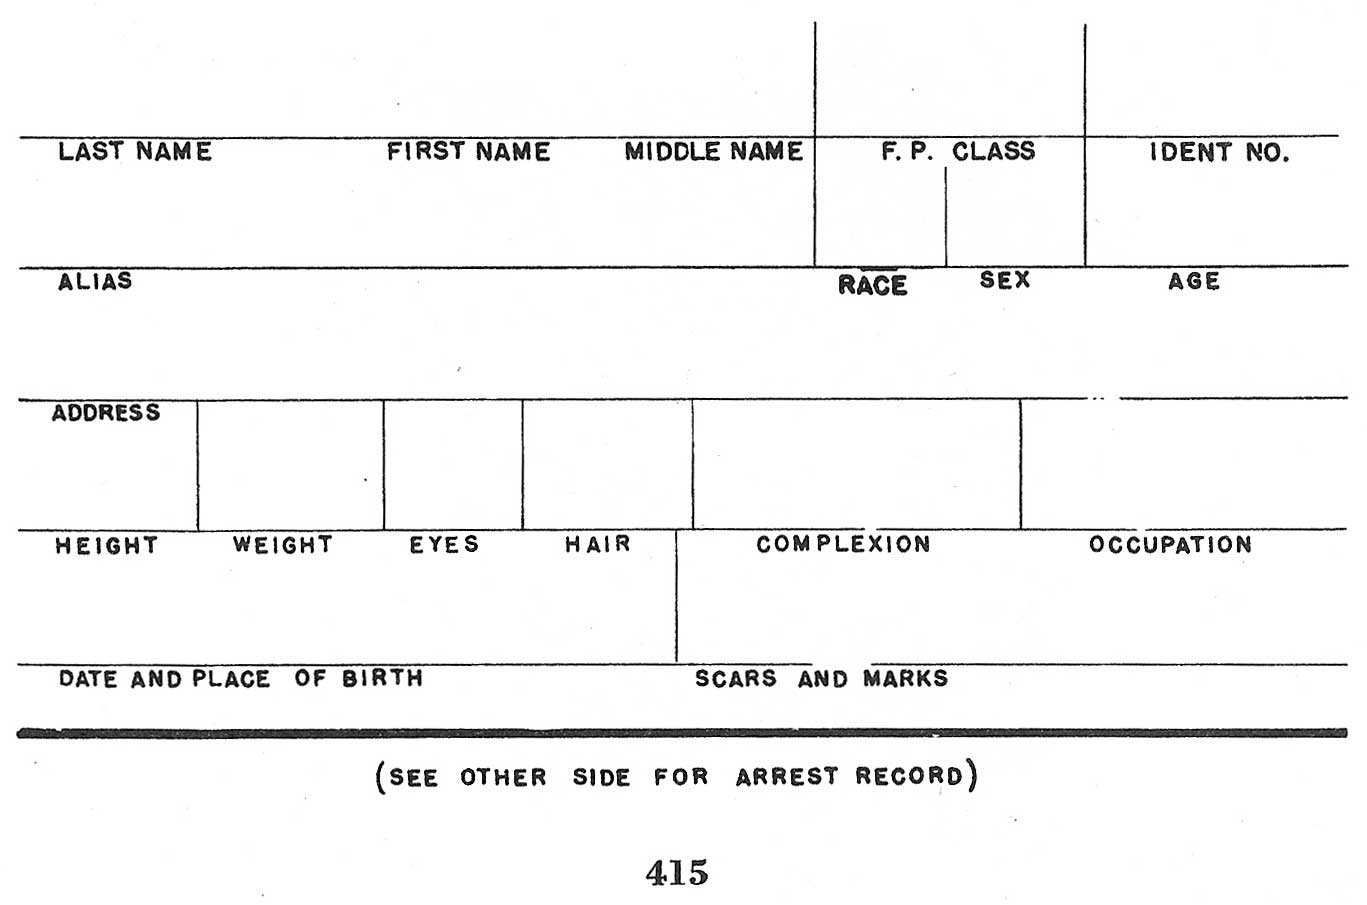 LAST NAME FIRST NAME MIDDLE NAME F. P. CLASS IDENT NO.
ALIAS RACE SEX AGE
ADDRESS
HEIGHT WEIGHT EYES HAIR COMPLEXION OCCUPATION
DATE AND PLACE OF BIRTH SCARS AND MARKS
(SEE OTHER SIDE FOR ARREST RECORD)
415